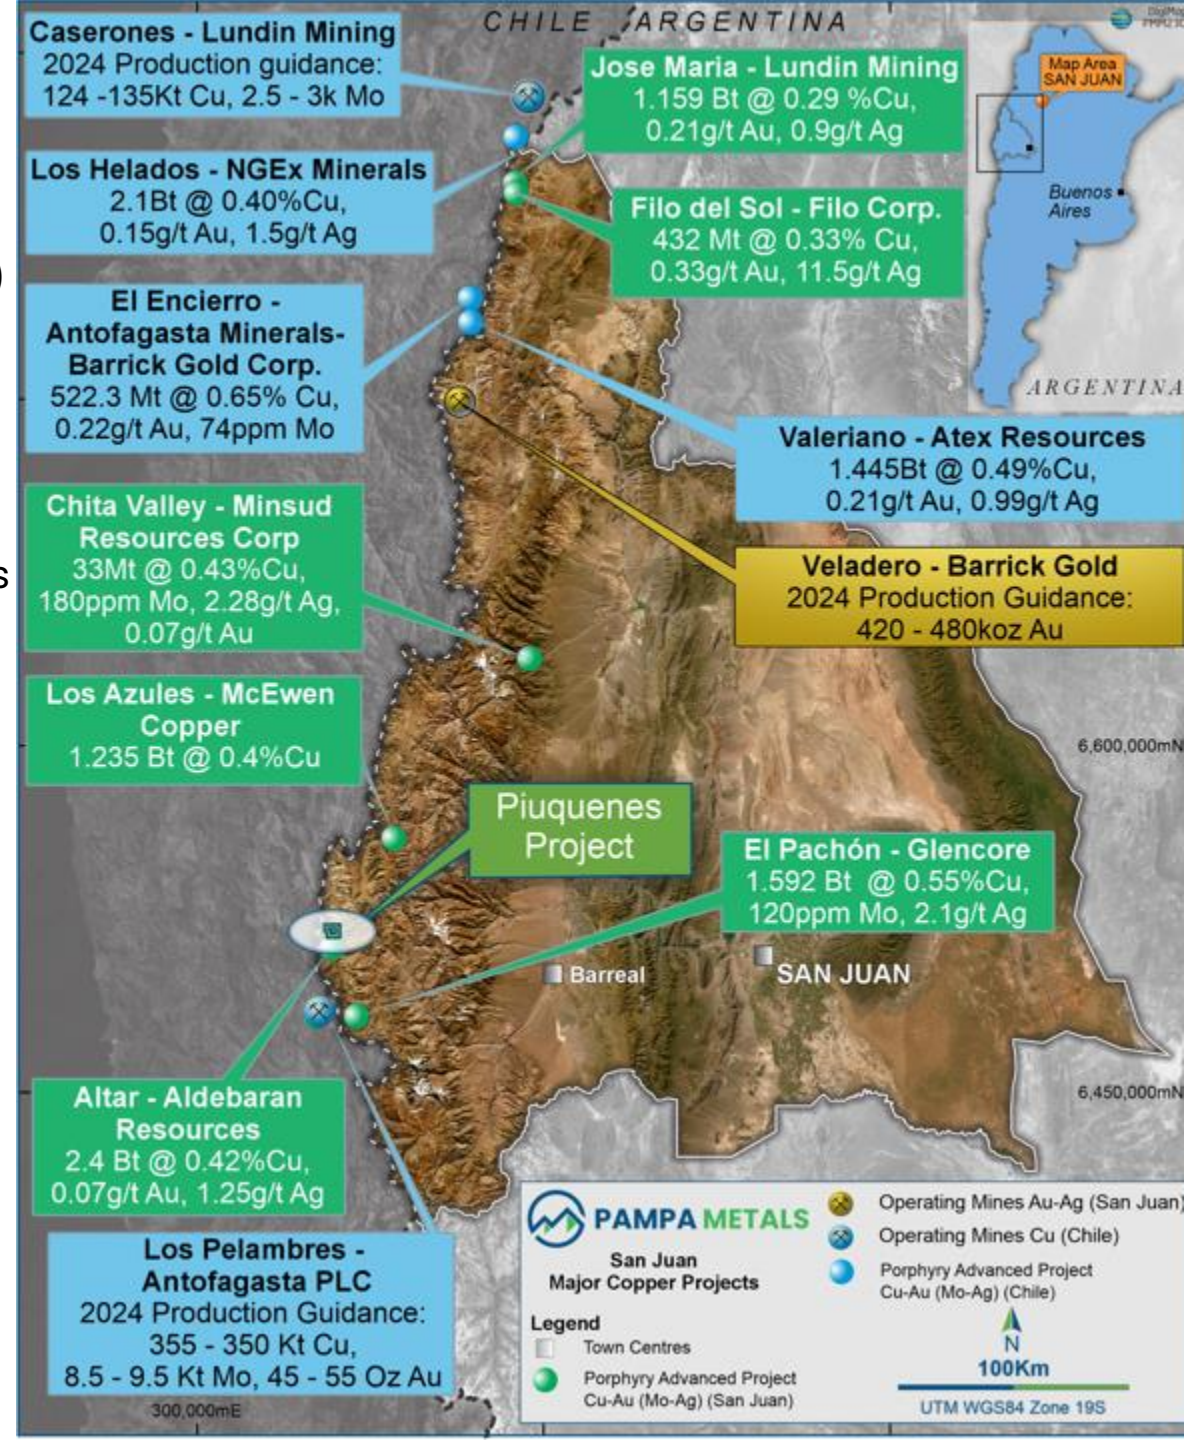 CHILE ARGENTINA
Caserones - Lundin Mining
2024 Production guidance:
124 -135Kt Cu, 2.5 - 3k Mo
Jose Maria - Lundin Mining
1.159 Bt @ 0.29 %Cu,
0.21g/t Au, 0.9g/t Ag
Map Area
SAN JUAN
Los Helados - NGEx Minerals
2.1Bt @ 0.40%Cu,
0.15g/t Au, 1.5g/t Ag
Filo del Sol - Filo Corp.
432 Mt @ 0.33% Cu,
0.33g/t Au, 11.5g/t Ag
Buenos
Aires
ARGENTINA
)
El Encierro -
Antofagasta Minerals-
Barrick Gold Corp.
522.3 Mt @ 0.65% Cu,
0.22g/t Au, 74ppm Mo
Valeriano - Atex Resources
1.445Bt @ 0.49%Cu,
0.21g/t Au, 0.99g/t Ag
Chita Valley - Minsud
Resources Corp
33Mt @ 0.43%Cu,
180ppm Mo, 2.28g/t Ag,
0.07g/t Au
s
Veladero - Barrick Gold
2024 Production Guidance:
420 - 480koz Au
Los Azules - McEwen
Copper
1.235 Bt @ 0.4%Cu
6,600,000mN
Piuquenes
Project
El Pachón - Glencore
1.592 Bt @ 0.55%Cu,
120ppm Mo, 2.1g/t Ag
Barreal
SAN JUAN
6,450,000mN
Altar - Aldebaran
Resources
2.4 Bt @ 0.42%Cu,
0.07g/t Au, 1.25g/t Ag
Los Pelambres -
Antofagasta PLC
2024 Production Guidance:
355 - 350 Kt Cu,
8.5 - 9.5 Kt Mo, 45 - 55 Oz Au
300,000mE
PAMPA METALS
San Juan
Major Copper Projects
Legend
Town Centres
Porphyry Advanced Project
Cu-Au (Mo-Ag) (San Juan)
Operating Mines Au-Ag (San Juan)
Operating Mines Cu (Chile)
Porphyry Advanced Project
Cu-Au (Mo-Ag) (Chile)
N
100Km
UTM WGS84 Zone 19S